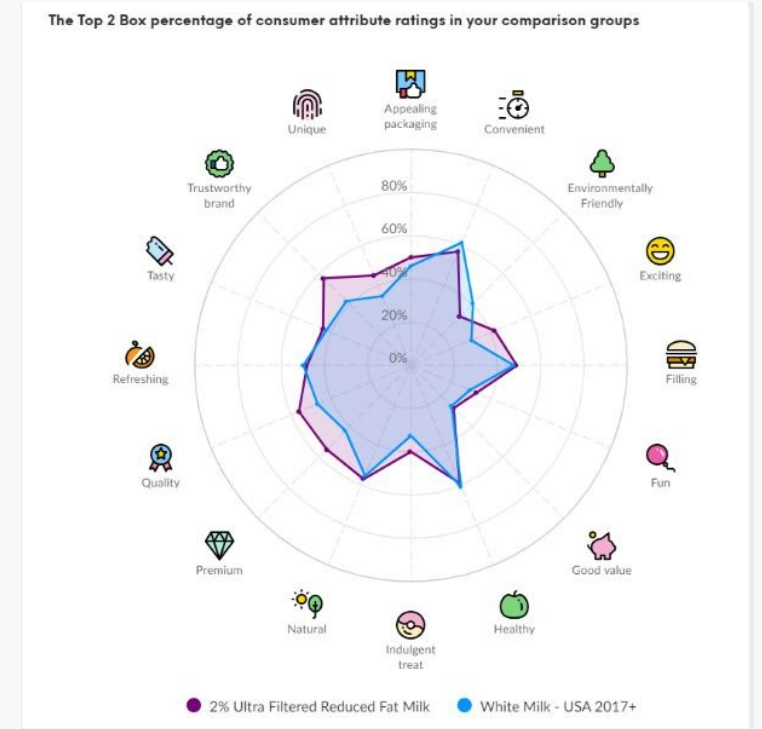 The Top 2 Box percentage of consumer attribute ratings in your comparison groups
Appealing
packaging
Convenient
Environmentally
Friendly
Exciting
Filling
Fun
Good value
Healthy
Indulgent
treat
Natural
Premium
Quality
Refreshing
Tasty
Trustworthy
brand
Unique
80%
60%
40%
20%
0%
2% Ultra Filtered Reduced Fat Milk
White Milk - USA 2017+